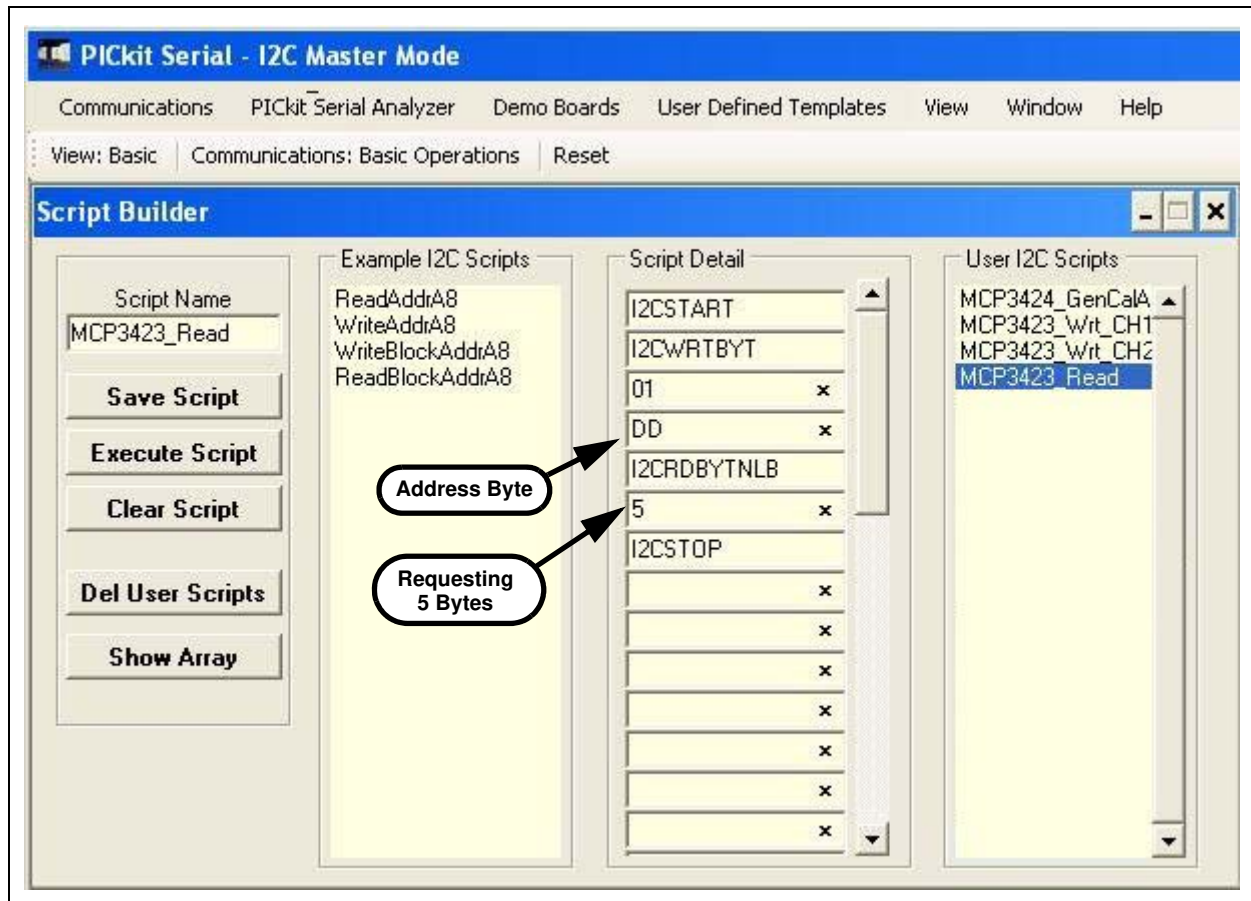 PICkit Serial - I2C Master Mode
Communications PICkit Serial Analyzer Demo Boards User Defined Templates View Window Help
View: Basic Communications: Basic Operations Reset
Script Builder
Script Name
MCP3423_Read
Save Script
Execute Script
Clear Script
Del User Scripts
Show Array
Example I2C Scripts
ReadAddrA8
WriteAddrA8
WriteBlockAddrA8
ReadBlockAddrA8
Address Byte
Requesting
5 Bytes
Script Detail
I2CSTART
I2CWRTBYT
01 x
DD x
I2CRDBYTNLB
5 x
I2CSTOP
x
x
x
x
x
x
x
User I2C Scripts
MCP3424_GenCalA
MCP3423_Wrt_CH1
MCP3423_Wrt_CH2
MCP3423_Read